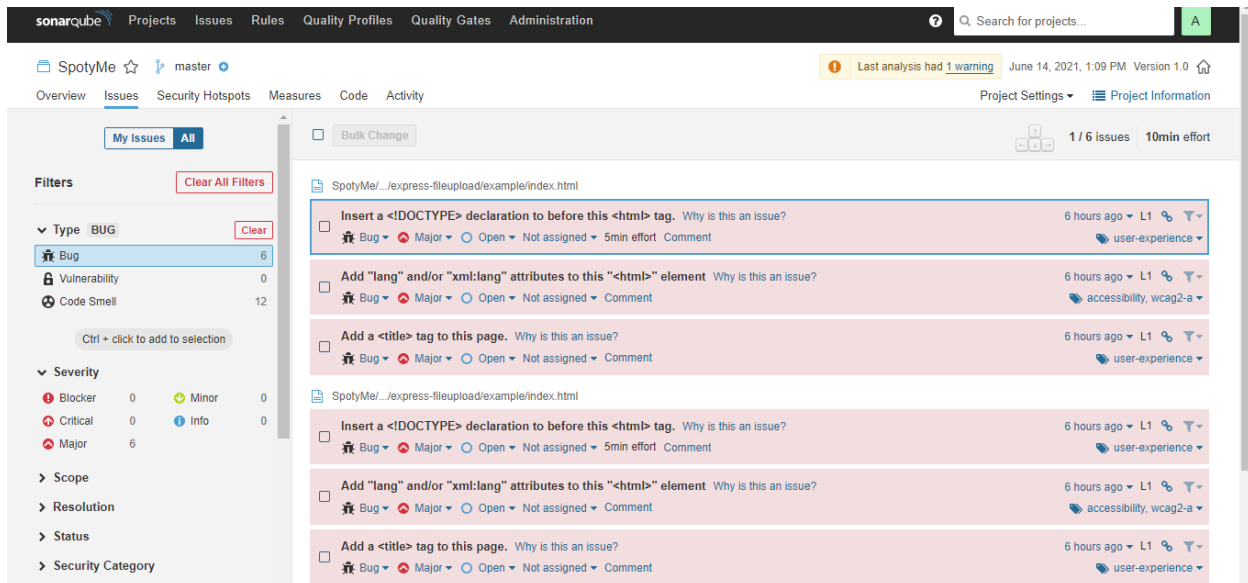 sonarqube Projects Issues Rules Quality Profiles Quality Gates Administration ? Search for projects... A
SpotyMe master Last analysis had 1 warning June 14, 2021, 1:09 PM Version 1.0
Overview Issues Security Hotspots Measures Code Activity Project Settings Project Information
My Issues All
Bulk Change 1 / 6 issues 10min effort
Filters Clear All Filters
Type BUG Clear
Bug 6
Vulnerability 0
Code Smell 12
Ctrl + click to add to selection
Severity
Blocker 0 Minor 0
Critical 0 Info 0
Major 6
Scope
Resolution
Status
Security Category
SpotyMe/.../express-fileupload/example/index.html
Insert a <!DOCTYPE> declaration to before this <html> tag. Why is this an issue? 6 hours ago L1
Bug Major Open Not assigned 5min effort Comment user-experience
Add "lang" and/or "xml:lang" attributes to this "<html>" element Why is this an issue? 6 hours ago L1
Bug Major Open Not assigned Comment accessibility, wcag2-a
Add a <title> tag to this page. Why is this an issue? 6 hours ago L1
Bug Major Open Not assigned Comment user-experience
SpotyMe/.../express-fileupload/example/index.html
Insert a <!DOCTYPE> declaration to before this <html> tag. Why is this an issue? 6 hours ago L1
Bug Major Open Not assigned 5min effort Comment user-experience
Add "lang" and/or "xml:lang" attributes to this "<html>" element Why is this an issue? 6 hours ago L1
Bug Major Open Not assigned Comment accessibility, wcag2-a
Add a <title> tag to this page. Why is this an issue? 6 hours ago L1
Bug Major Open Not assigned Comment user-experience